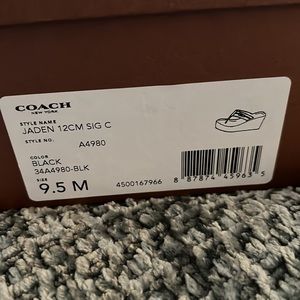 COACH
NEW YORK
STYLE NAME
JADEN 12CM SIG C
STYLE NO. A4980
COLOR
BLACK
34A4980-BLK
SIZE
9.5 M
4500167966
8 87874 45963 5